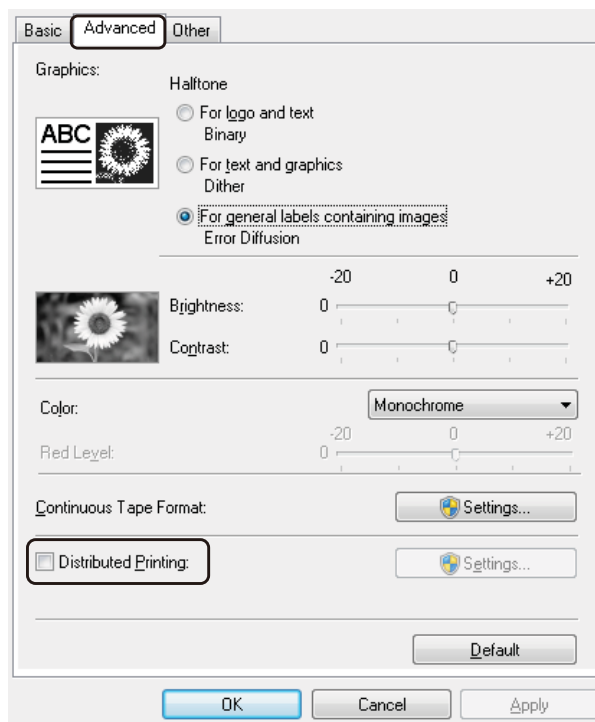 Basic Advanced Other
Graphics:
Halftone
ABC
For logo and text
Binary
For text and graphics
Dither
For general labels containing images
Error Diffusion
-20 0 +20
Brightness: 0
Contrast: 0
Color: Monochrome
-20 0 +20
Red Level: 0
Continuous Tape Format: Settings...
Distributed Printing: Settings...
Default
OK Cancel Apply